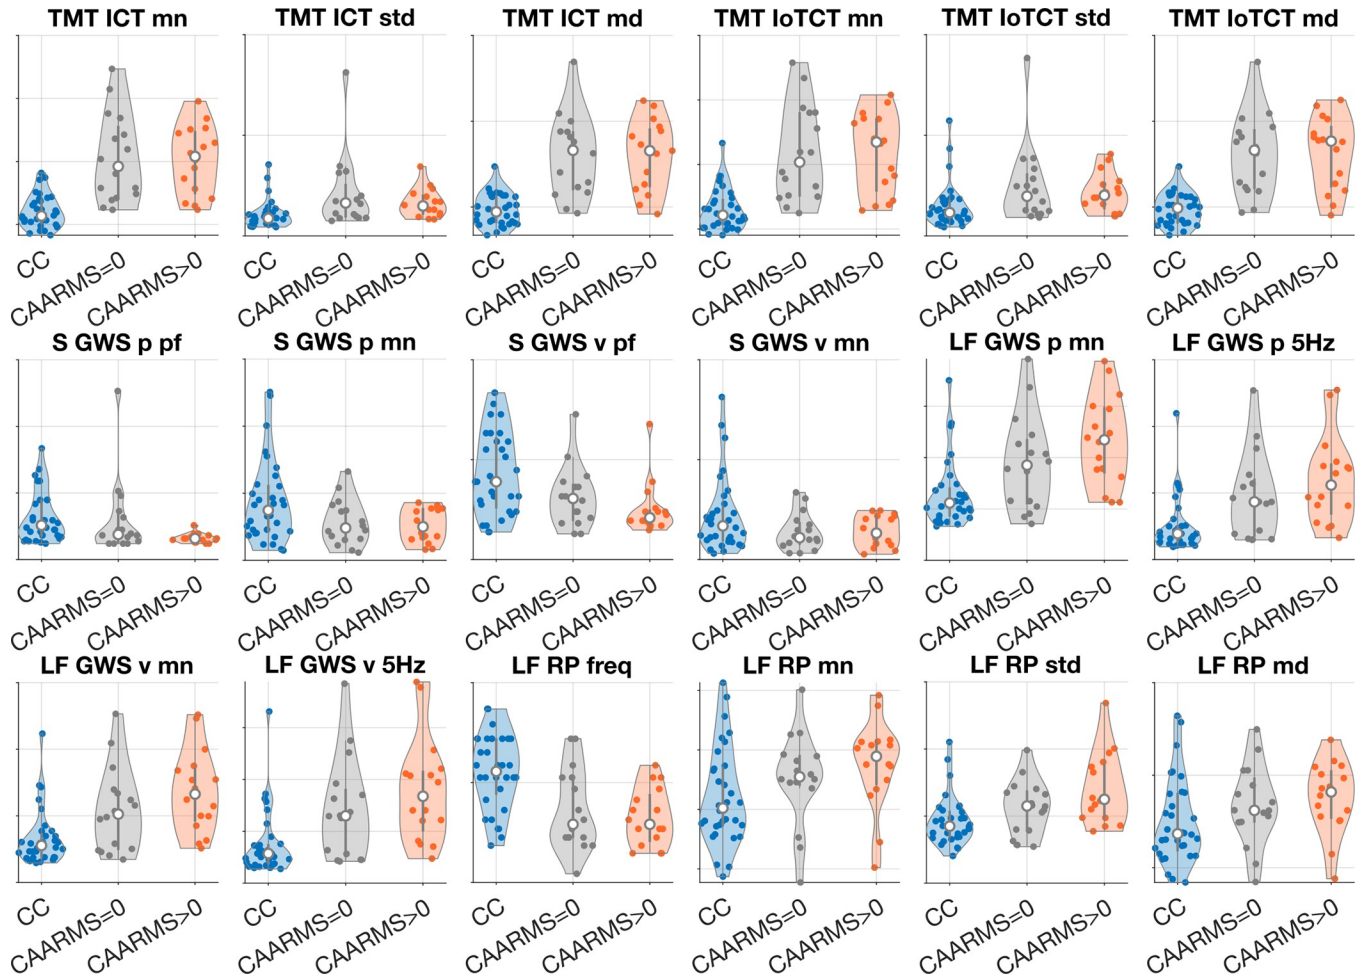 TMT ICT mn TMT ICT std TMT ICT md TMT IoTCT mn TMT IoTCT std TMT IoTCT md
CC CAARMS=0 CAARMS>0 CC CAARMS=0 CAARMS>0 CC CAARMS=0 CAARMS>0 CC CAARMS=0 CAARMS>0 CC CAARMS=0 CAARMS>0 CC CAARMS=0 CAARMS>0
S GWS p pf S GWS p mn S GWS v pf S GWS v mn LF GWS p mn LF GWS p 5Hz
CC CAARMS=0 CAARMS>0 CC CAARMS=0 CAARMS>0 CC CAARMS=0 CAARMS>0 CC CAARMS=0 CAARMS>0 CC CAARMS=0 CAARMS>0 CC CAARMS=0 CAARMS>0
LF GWS v mn LF GWS v 5Hz LF RP freq LF RP mn LF RP std LF RP md
CC CAARMS=0 CAARMS>0 CC CAARMS=0 CAARMS>0 CC CAARMS=0 CAARMS>0 CC CAARMS=0 CAARMS>0 CC CAARMS=0 CAARMS>0 CC CAARMS=0 CAARMS>0